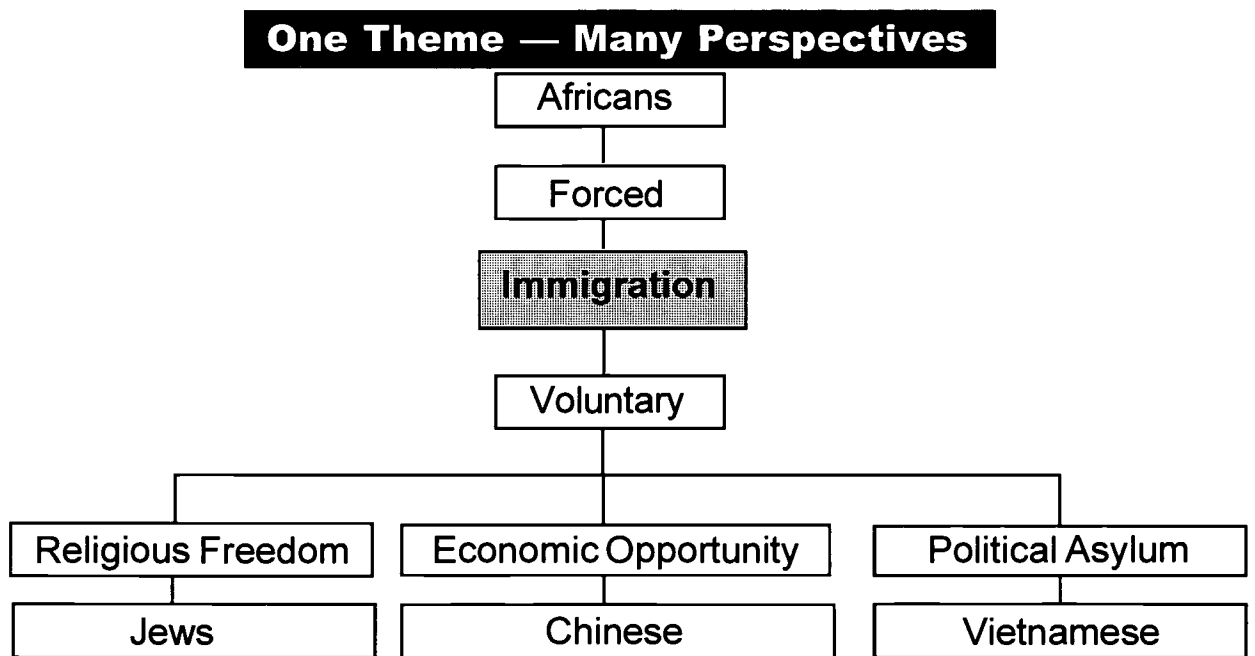 One Theme — Many Perspectives
Africans
Forced
Immigration
Voluntary
Religious Freedom
Economic Opportunity
Political Asylum
Jews
Chinese
Vietnamese